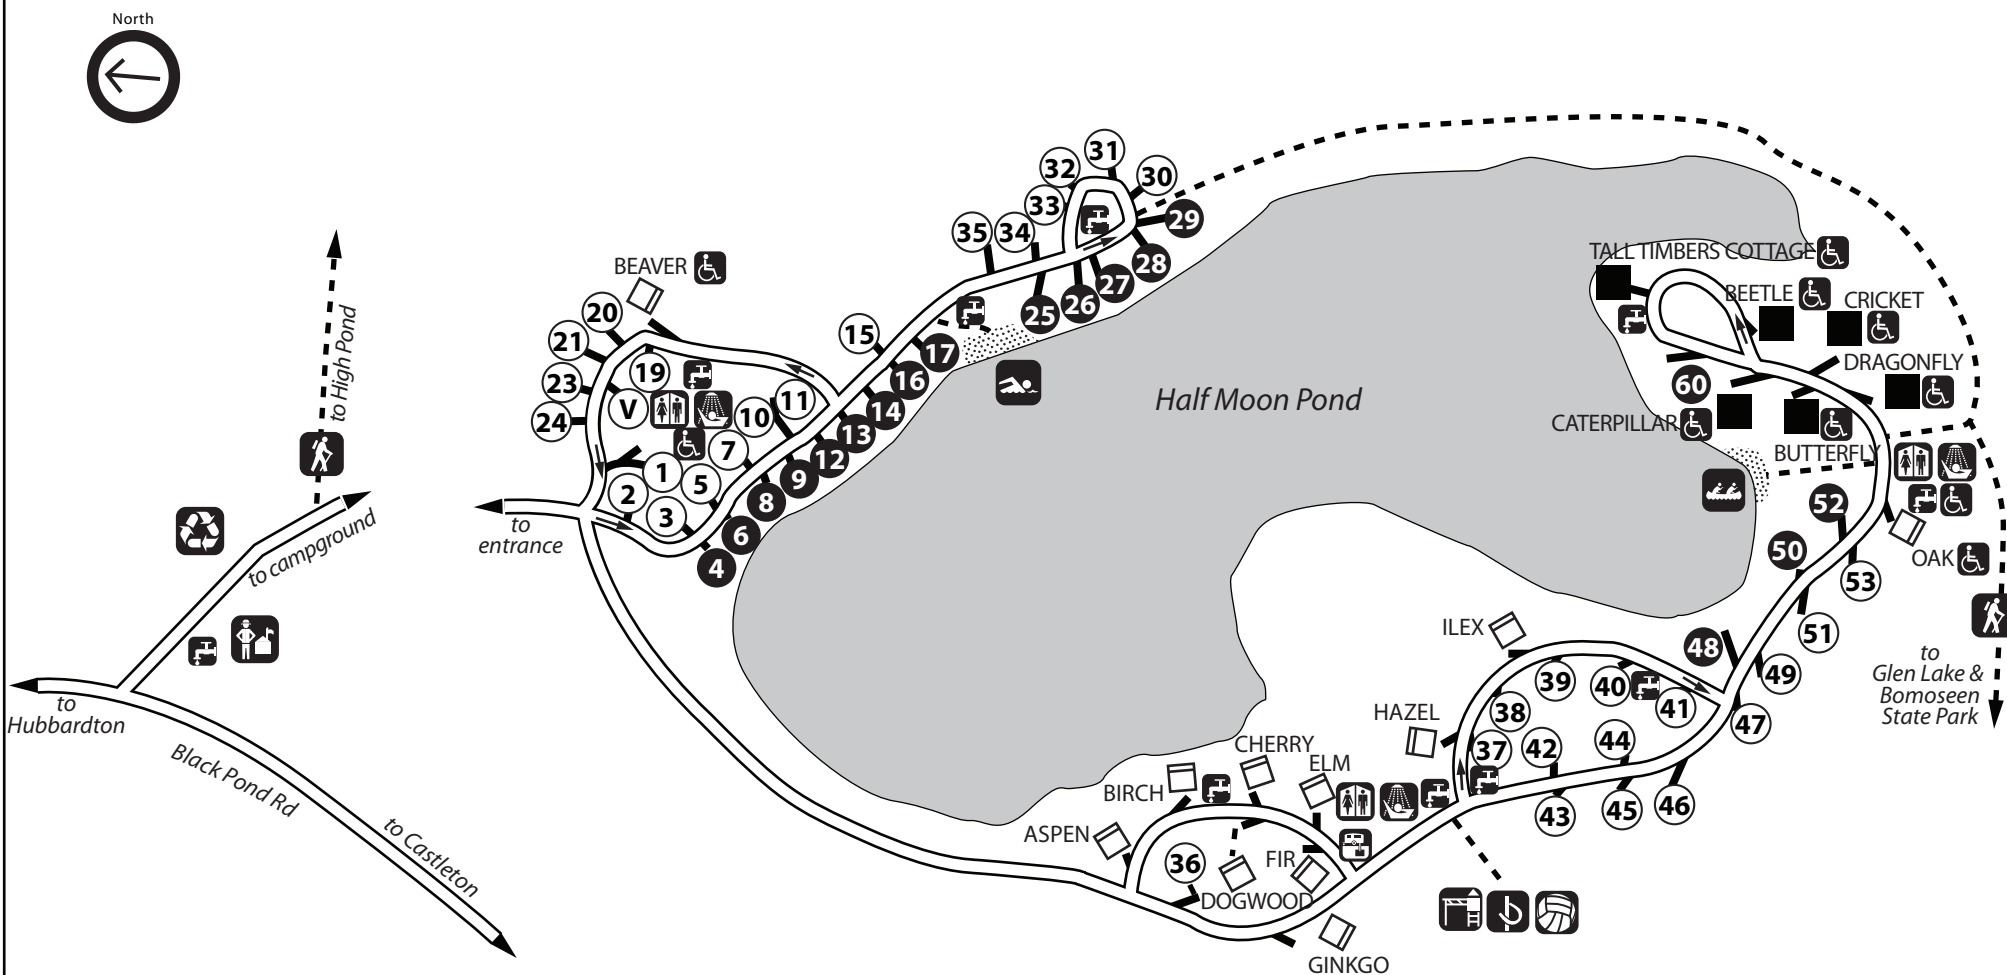 North
to High Pond
to campground
to
Hubbardton
Black Pond Rd
to Castleton
to
entrance
BEAVER
20
21
19
23
V
24
10
11
7
1
5
2
3
4
6
8
9
12
13
14
15
16
17
35
34
33
32
31
30
29
28
27
26
25
Half Moon Pond
TALL TIMBERS COTTAGE
BEETLE
CRICKET
DRAGONFLY
60
CATERPILLAR
BUTTERFLY
52
50
OAK
53
51
48
49
47
to
Glen Lake &
Bomoseen
State Park
ILEX
39
40
41
38
HAZEL
37
42
44
43
45
46
CHERRY
ELM
BIRCH
ASPEN
36
FIR
DOGWOOD
GINKGO